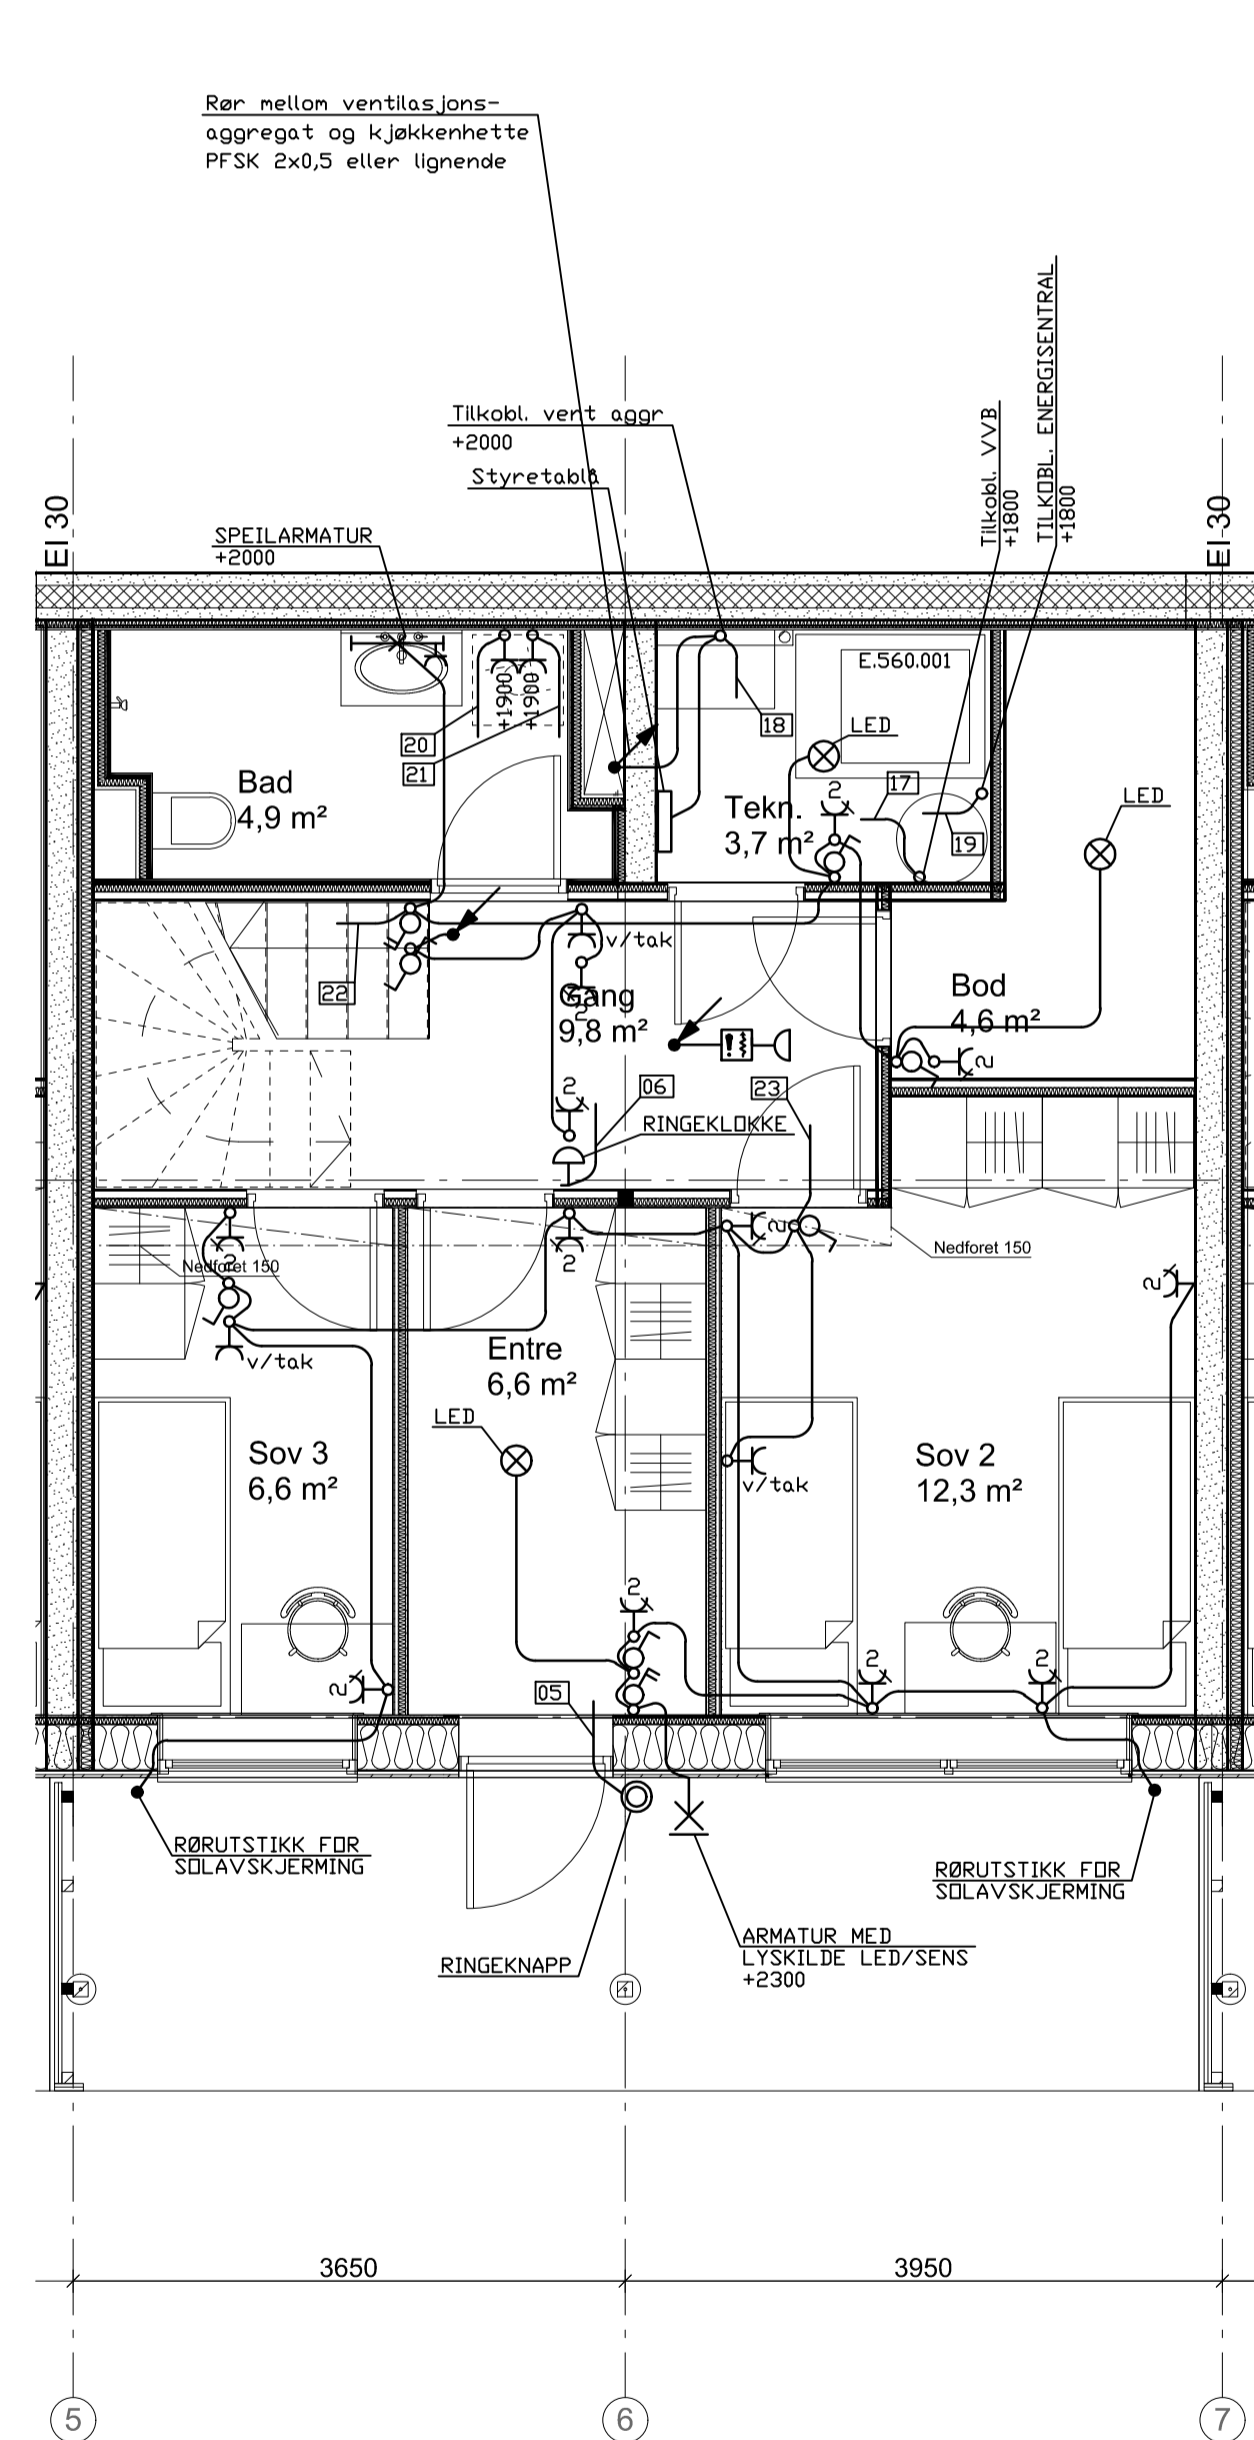 Rør mellom ventilasjons-
aggregat og kjøkkenhette
PFSK 2x0,5 eller lignende
Tilkobl. vent aggr
+2000
Styretablå
SPEILARMATUR
+2000
EI 30
Tilkobl. VVB
+1800
TILKOBL. ENERGISENTRAL
+1800
EI 30
E.560.001
+1900
+1900
20
21
18
LED
Bad
4,9 m²
Tekn.
3,7 m²
2
17
19
LED
v/tak
22
2
Gang
9,8 m²
Bod
4,6 m²
2
2
06
23
RINGEKLOKKE
2
2
2
Nedforet 150
2
Nedforet 150
2
v/tak
Entre
6,6 m²
LED
Sov 3
6,6 m²
v/tak
Sov 2
12,3 m²
2
2
2
2
05
RØRUTSTIKK FOR
SOLAVSKJERMING
RINGEKNAPP
ARMATUR MED
LYSKILDE LED/SENS
+2300
RØRUTSTIKK FOR
SOLAVSKJERMING
3650
3950
5
6
7